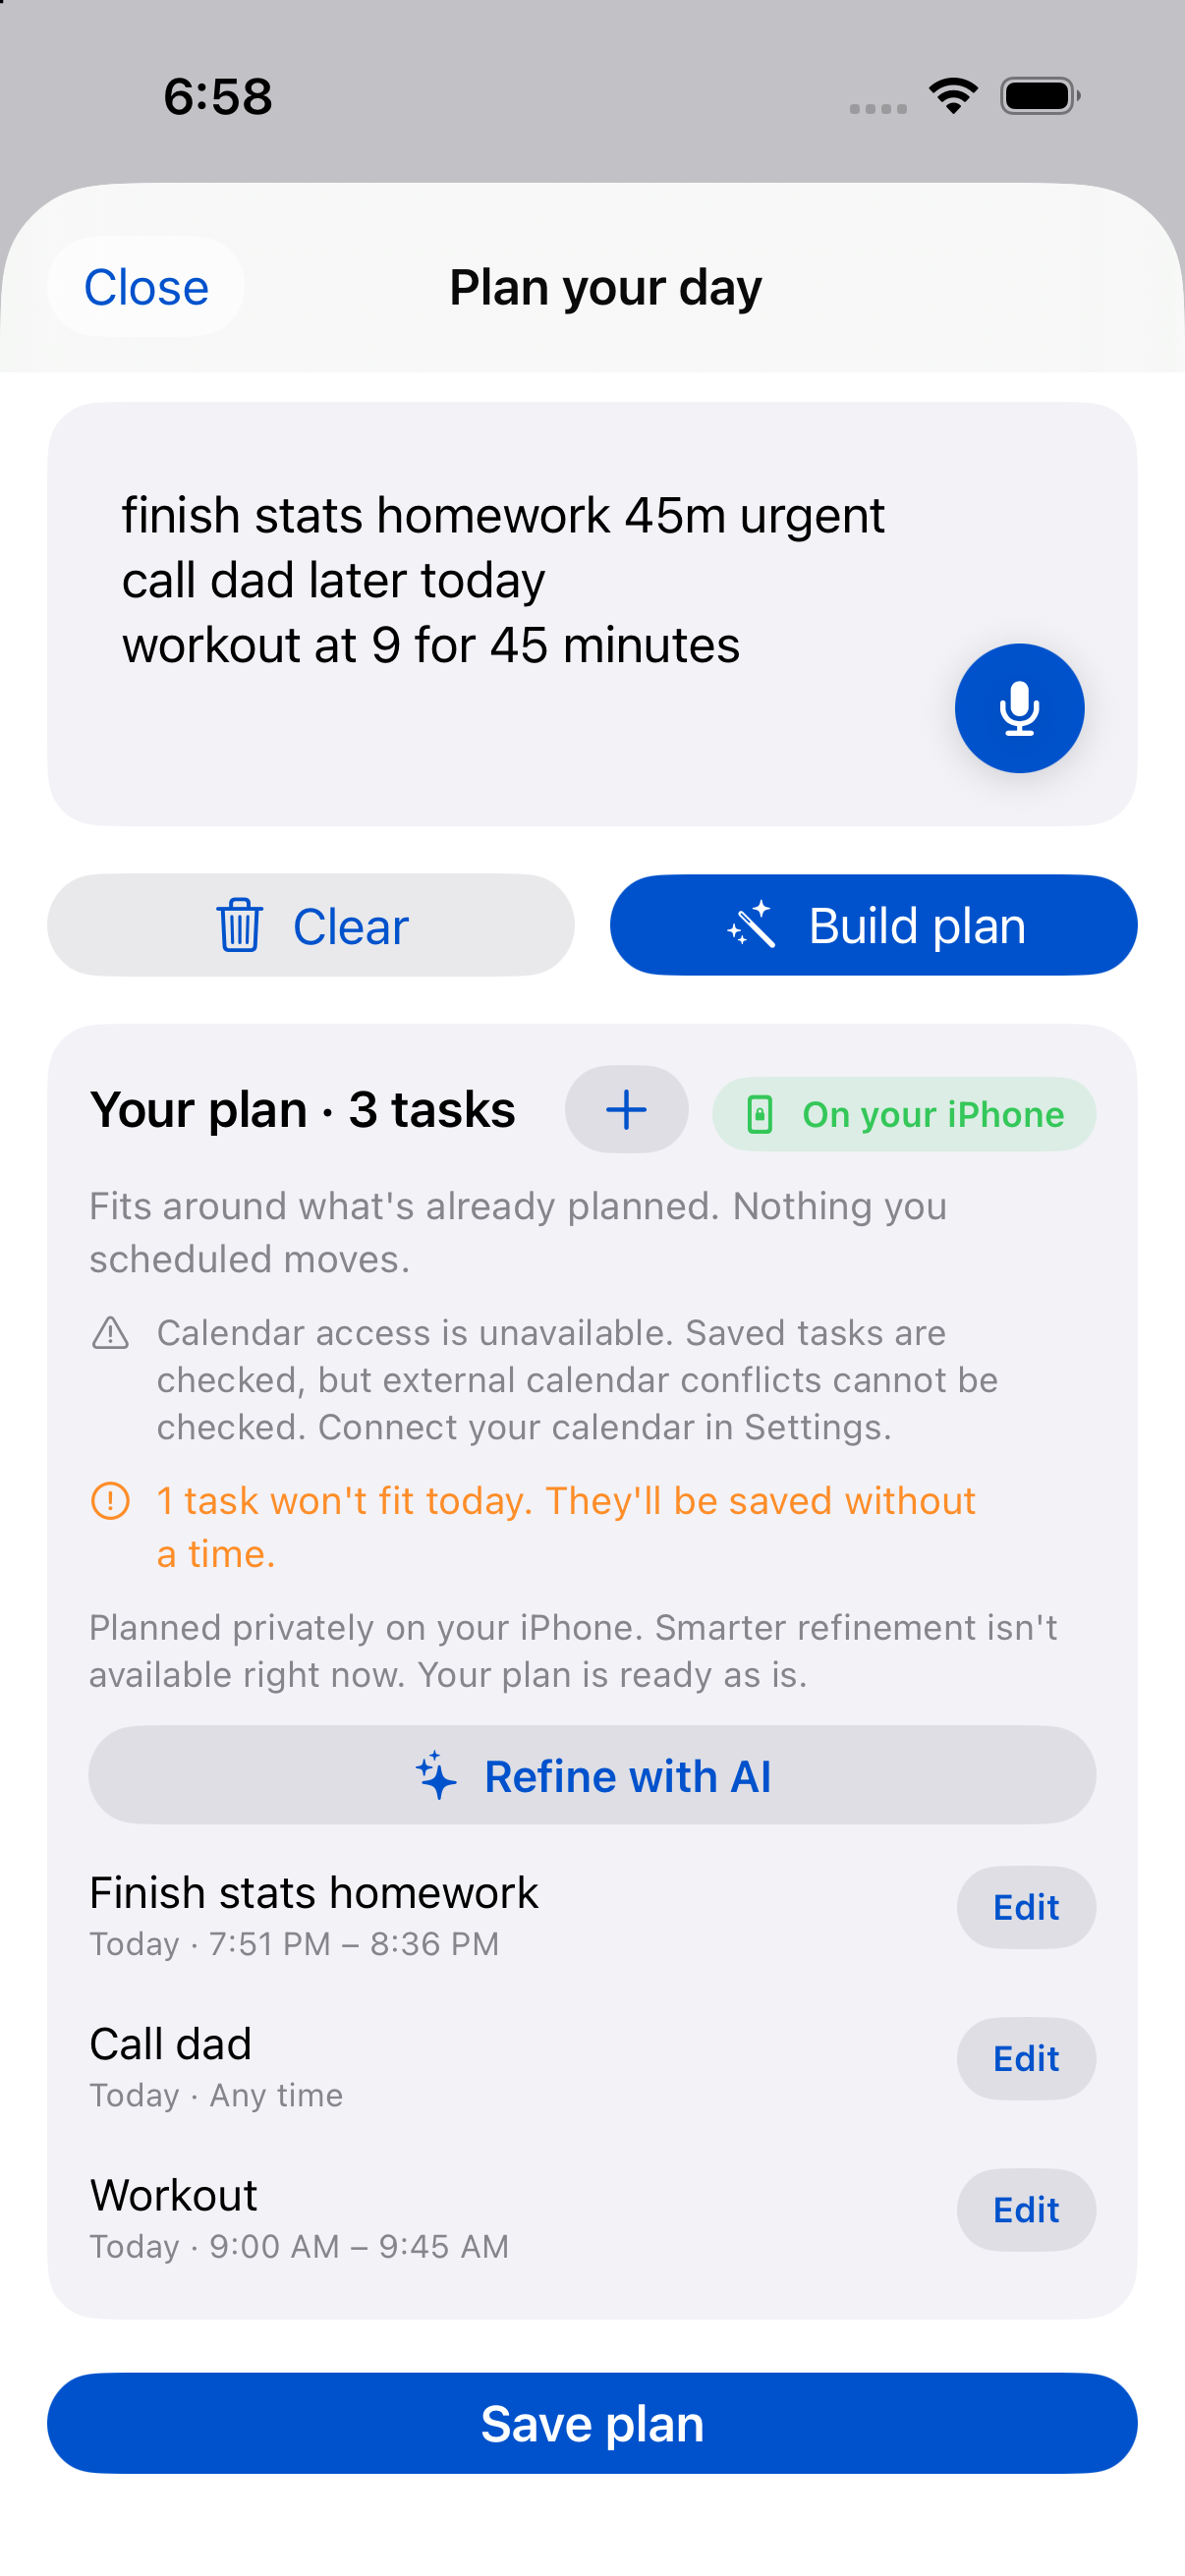 6:58
Close
Plan your day
finish stats homework 45m urgent
call dad later today
workout at 9 for 45 minutes
Clear
Build plan
Your plan · 3 tasks
On your iPhone
Fits around what's already planned. Nothing you
scheduled moves.
Calendar access is unavailable. Saved tasks are
checked, but external calendar conflicts cannot be
checked. Connect your calendar in Settings.
1 task won't fit today. They'll be saved without
a time.
Planned privately on your iPhone. Smarter refinement isn't
available right now. Your plan is ready as is.
Refine with AI
Finish stats homework
Edit
Today · 7:51 PM – 8:36 PM
Call dad
Edit
Today · Any time
Workout
Edit
Today · 9:00 AM – 9:45 AM
Save plan